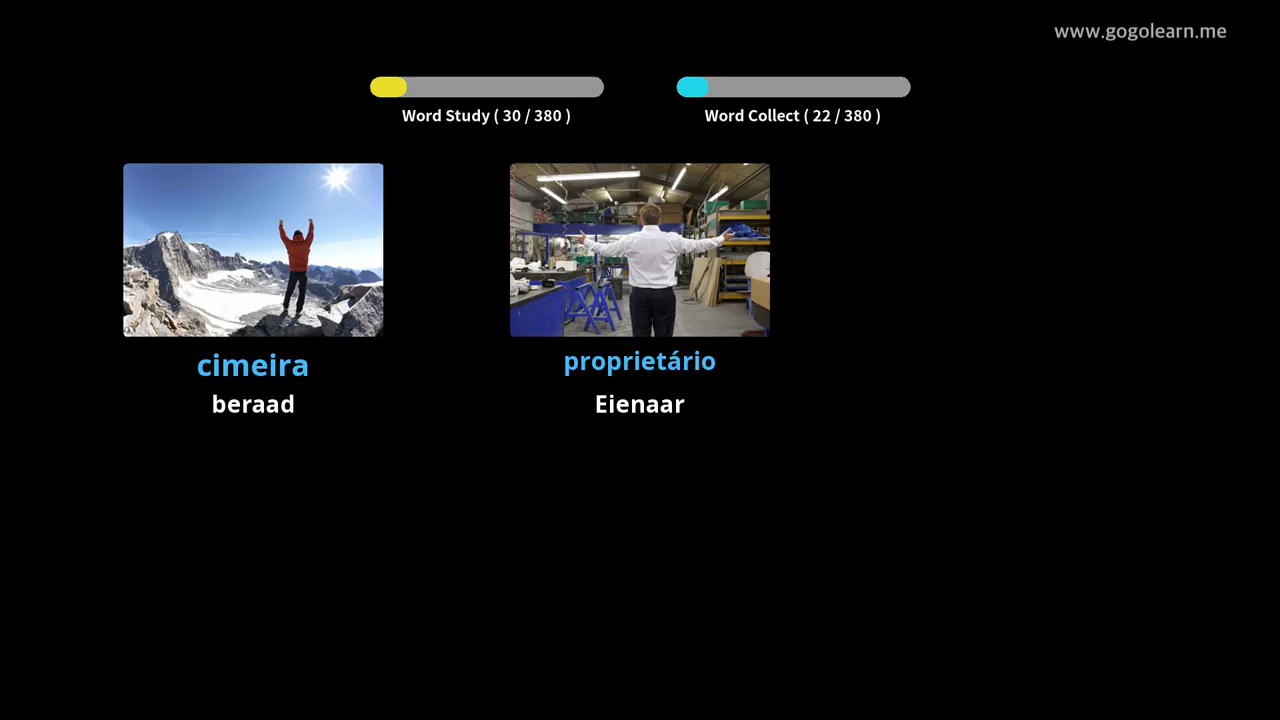 www.gogolearn.me
Word Study ( 30 / 380 )
Word Collect ( 22 / 380 )
cimeira
beraad
proprietário
Eienaar